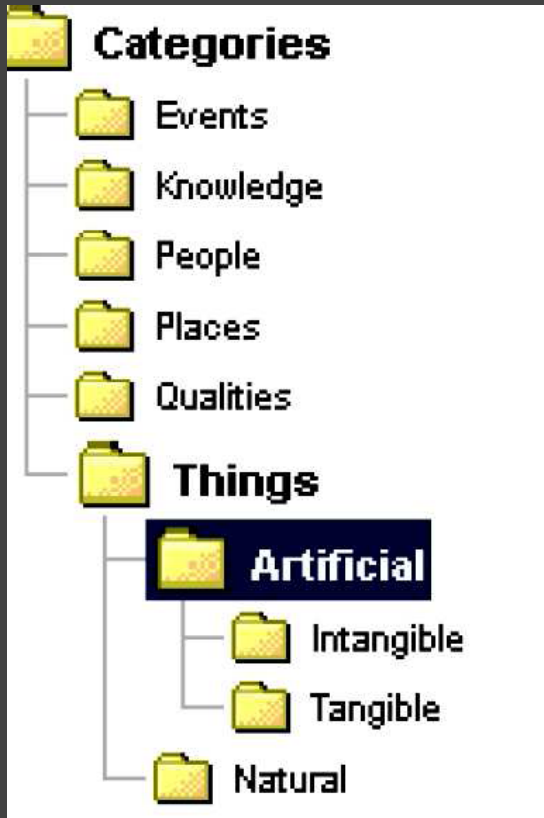 Categories
Events
Knowledge
People
Places
Qualities
Things
Artificial
Intangible
Tangible
Natural